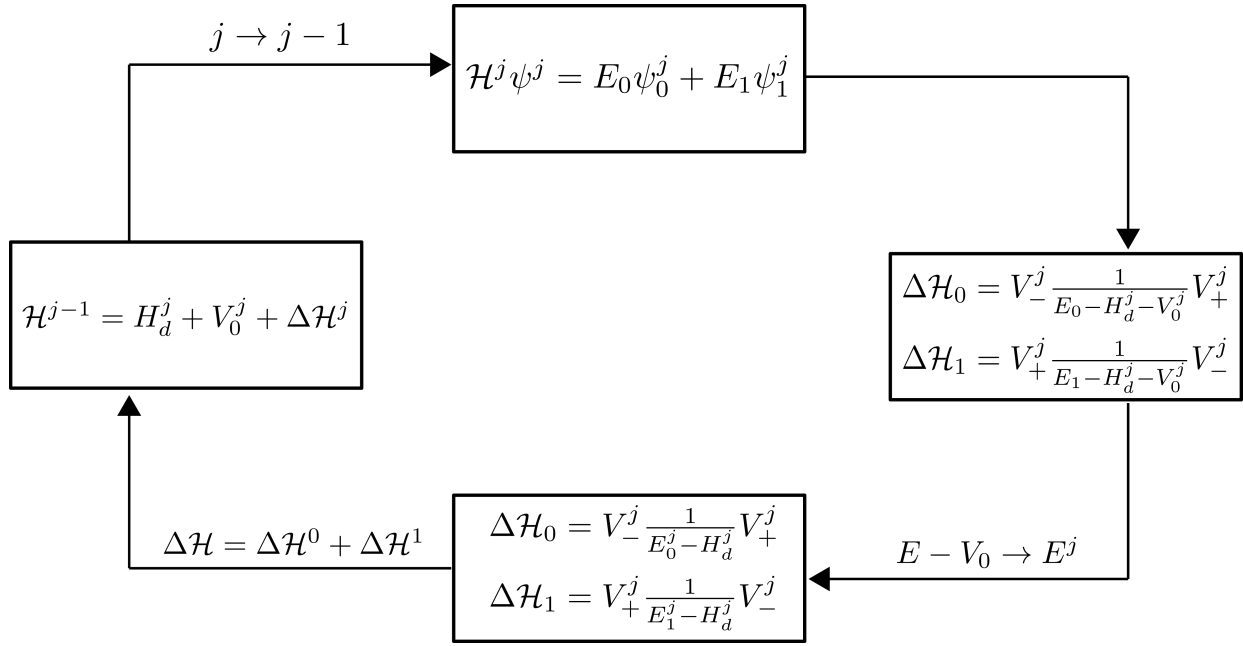 j → j − 1
ℋ^j ψ^j = E_0 ψ_0^j + E_1 ψ_1^j
Δℋ_0 = V_-^j \frac{1}{E_0 − H_d^j − V_0^j} V_+^j
Δℋ_1 = V_+^j \frac{1}{E_1 − H_d^j − V_0^j} V_-^j
E − V_0 → E^j
Δℋ_0 = V_-^j \frac{1}{E_0^j − H_d^j} V_+^j
Δℋ_1 = V_+^j \frac{1}{E_1^j − H_d^j} V_-^j
Δℋ = Δℋ^0 + Δℋ^1
ℋ^{j−1} = H_d^j + V_0^j + Δℋ^j